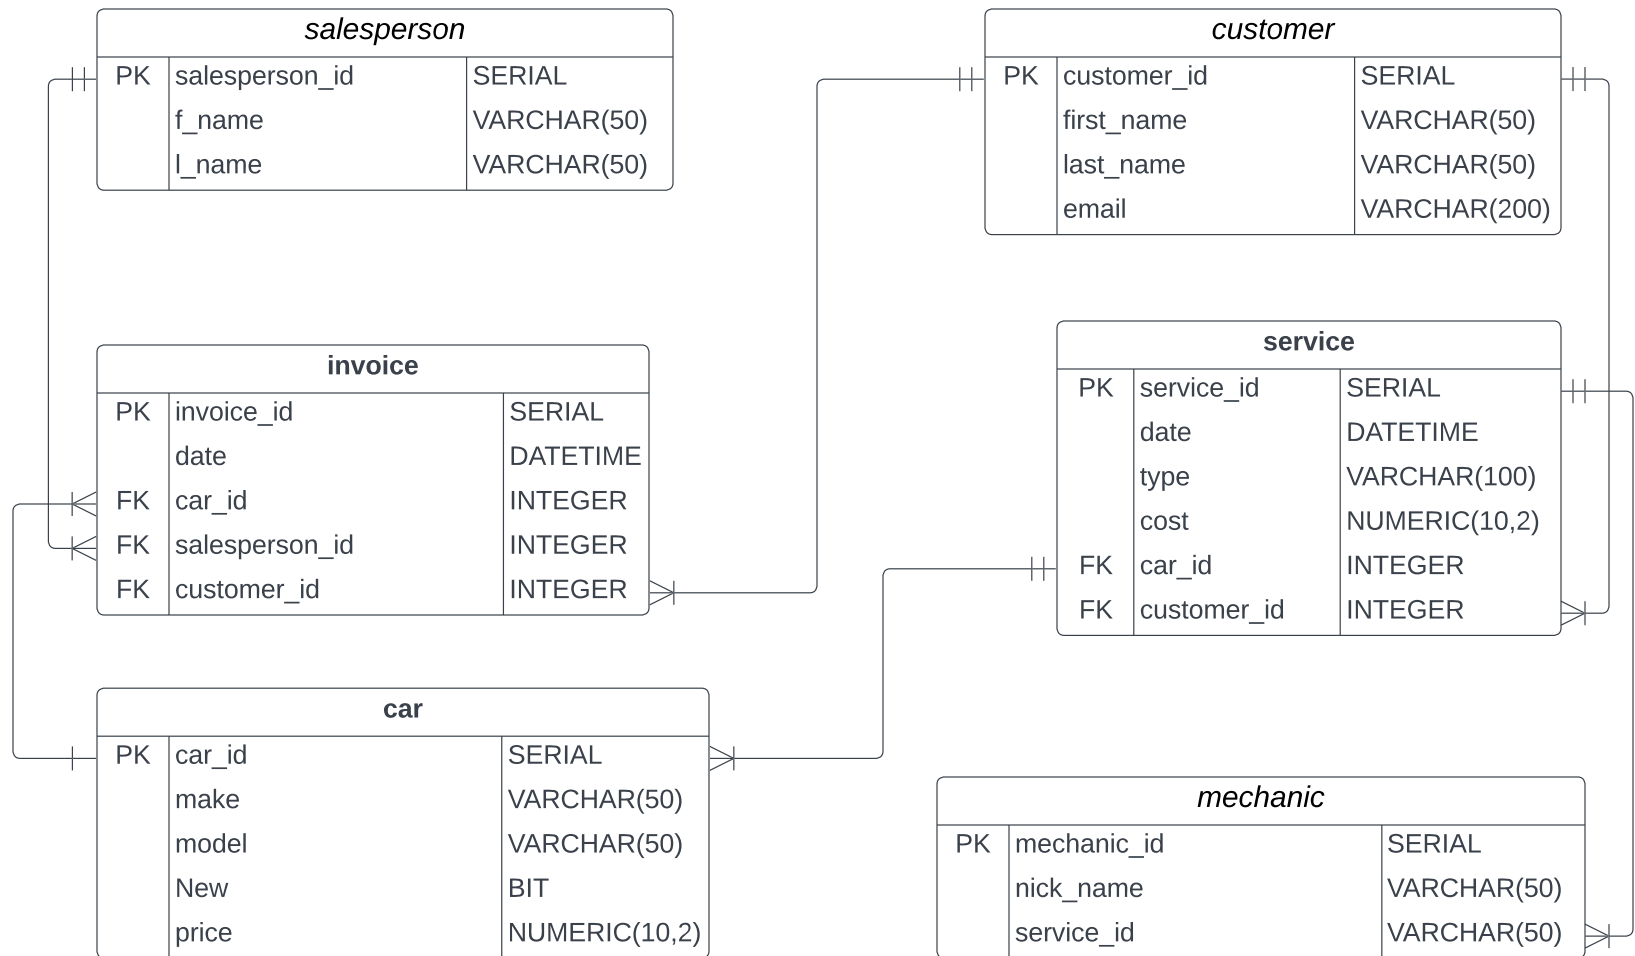 salesperson
PK salesperson_id SERIAL
f_name VARCHAR(50)
l_name VARCHAR(50)
customer
PK customer_id SERIAL
first_name VARCHAR(50)
last_name VARCHAR(50)
email VARCHAR(200)
invoice
PK invoice_id SERIAL
date DATETIME
FK car_id INTEGER
FK salesperson_id INTEGER
FK customer_id INTEGER
service
PK service_id SERIAL
date DATETIME
type VARCHAR(100)
cost NUMERIC(10,2)
FK car_id INTEGER
FK customer_id INTEGER
car
PK car_id SERIAL
make VARCHAR(50)
model VARCHAR(50)
New BIT
price NUMERIC(10,2)
mechanic
PK mechanic_id SERIAL
nick_name VARCHAR(50)
service_id VARCHAR(50)